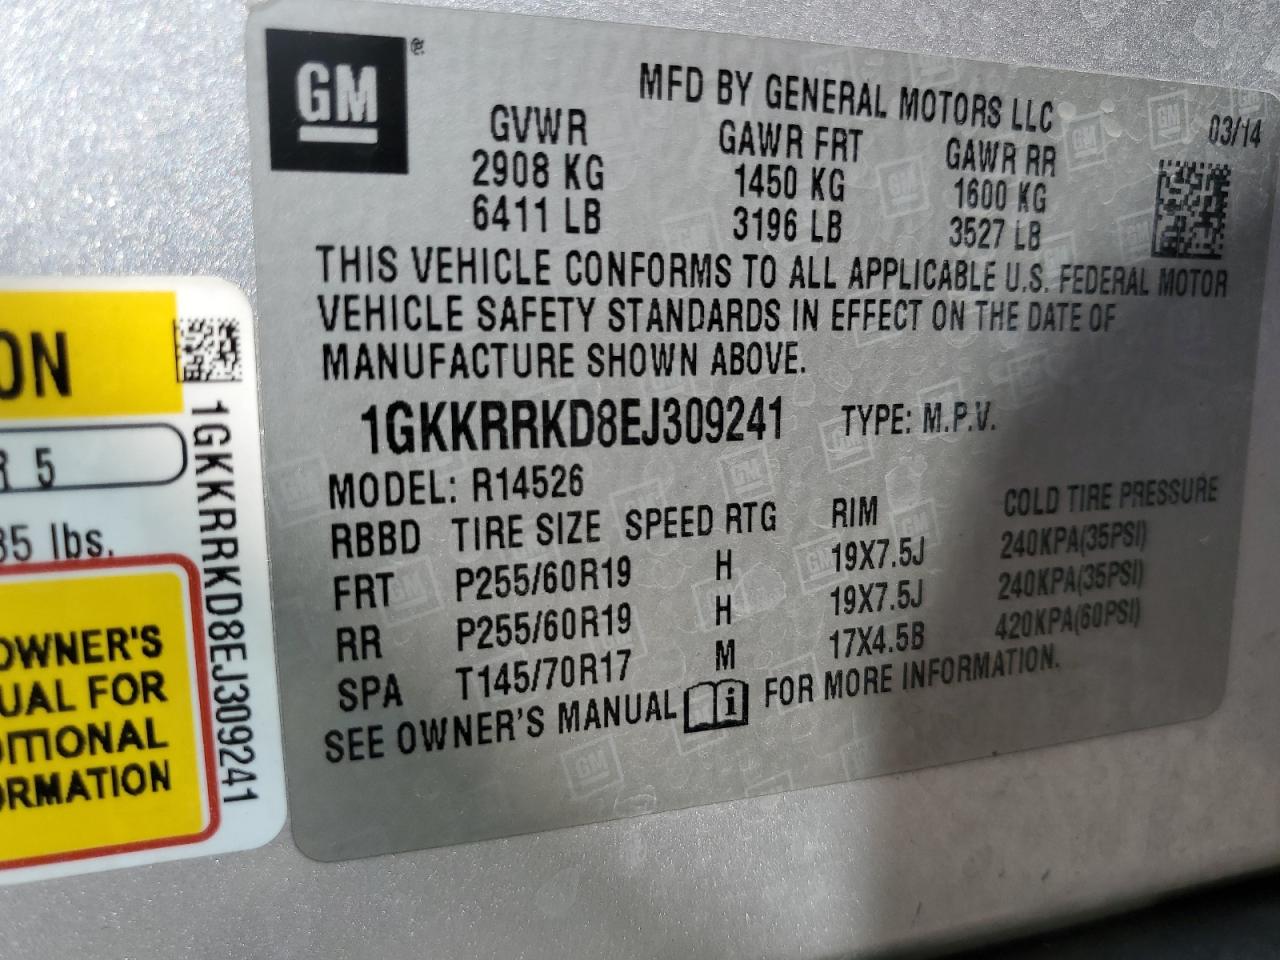 GM
MFD BY GENERAL MOTORS LLC
03/14
GVWR GAWR FRT GAWR RR
2908 KG 1450 KG 1600 KG
6411 LB 3196 LB 3527 LB
THIS VEHICLE CONFORMS TO ALL APPLICABLE U.S. FEDERAL MOTOR
VEHICLE SAFETY STANDARDS IN EFFECT ON THE DATE OF
MANUFACTURE SHOWN ABOVE.
1GKKRRKD8EJ309241 TYPE: M.P.V.
MODEL: R14526
RBBD TIRE SIZE SPEED RTG RIM COLD TIRE PRESSURE
FRT P255/60R19 H 19X7.5J 240KPA(35PSI)
RR P255/60R19 H 19X7.5J 240KPA(35PSI)
SPA T145/70R17 M 17X4.5B 420KPA(60PSI)
SEE OWNER'S MANUAL i FOR MORE INFORMATION.
ON
R 5
35 lbs.
OWNER'S
UAL FOR
DITIONAL
ORMATION
1GKKRRKD8EJ309241